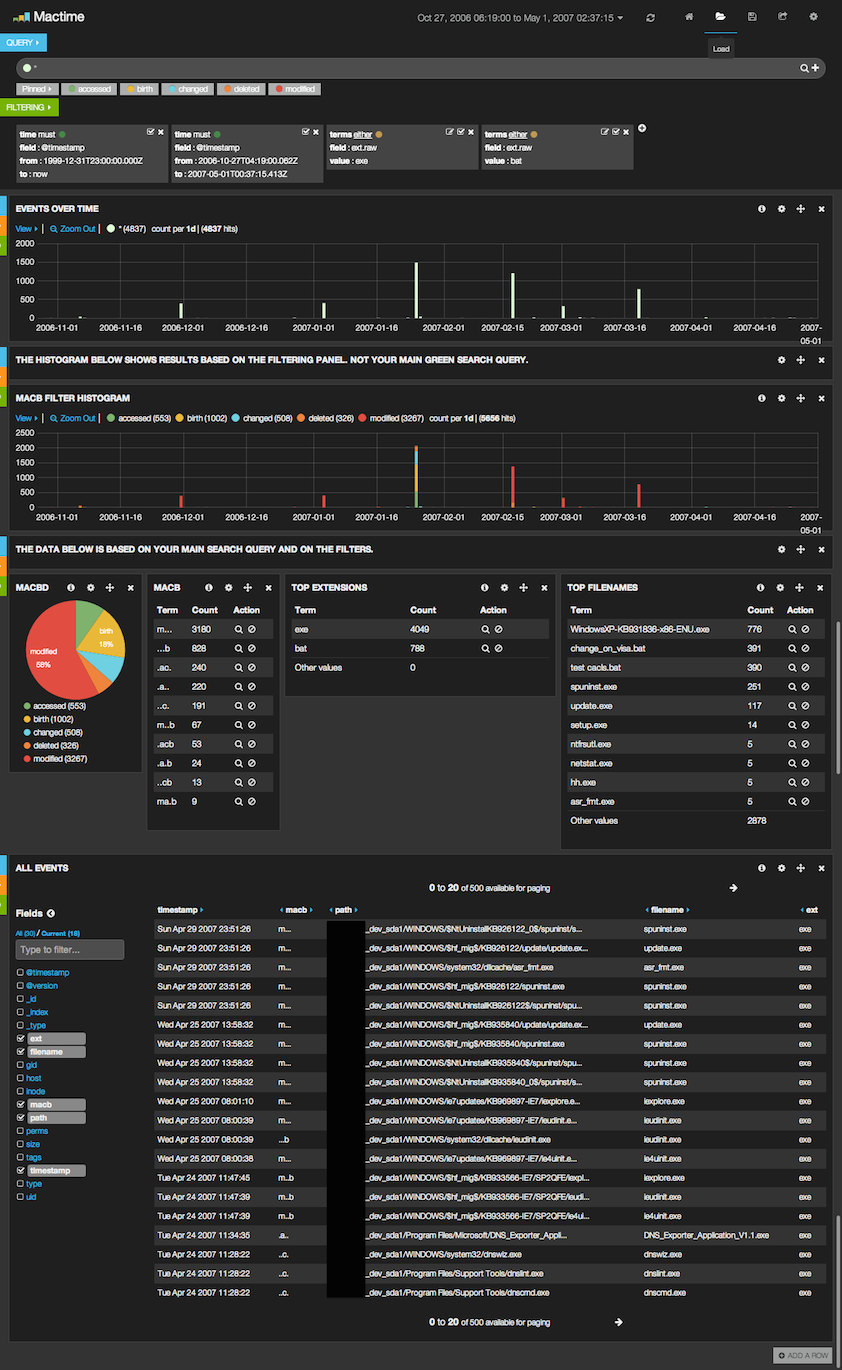 Mactime
Oct 27, 2006 06:19:00 to May 1, 2007 02:37:15
Load
QUERY
*
Pinned accessed birth changed deleted modified
FILTERING
time must
field : @timestamp
from : 1999-12-31T23:00:00.000Z
to : now
time must
field : @timestamp
from : 2006-10-27T04:19:00.062Z
to : 2007-05-01T00:37:15.413Z
terms either
field : ext.raw
value : exe
terms either
field : ext.raw
value : bat
EVENTS OVER TIME
View | Zoom Out | * (4837) count per 1d | (4837 hits)
2000
1500
1000
500
0
2006-11-01 2006-11-16 2006-12-01 2006-12-16 2007-01-01 2007-01-16 2007-02-01 2007-02-15 2007-03-01 2007-03-16 2007-04-01 2007-04-16 2007-05-01
THE HISTOGRAM BELOW SHOWS RESULTS BASED ON THE FILTERING PANEL. NOT YOUR MAIN GREEN SEARCH QUERY.
MACB FILTER HISTOGRAM
View | Zoom Out | accessed (553) birth (1002) changed (508) deleted (326) modified (3267) count per 1d | (5656 hits)
2500
2000
1500
1000
500
0
2006-11-01 2006-11-16 2006-12-01 2006-12-16 2007-01-01 2007-01-16 2007-02-01 2007-02-15 2007-03-01 2007-03-16 2007-04-01 2007-04-16 2007-05-01
THE DATA BELOW IS BASED ON YOUR MAIN SEARCH QUERY AND ON THE FILTERS.
MACBD
birth
18%
modified
58%
accessed (553)
birth (1002)
changed (508)
deleted (326)
modified (3267)
MACB
Term Count Action
m... 3180
...b 828
.ac. 240
.a.. 220
..c. 191
m..b 67
.acb 53
.a.b 24
..cb 13
ma.b 9
TOP EXTENSIONS
Term Count Action
exe 4049
bat 788
Other values 0
TOP FILENAMES
Term Count Action
WindowsXP-KB931836-x86-ENU.exe 776
change_on_visa.bat 391
test cacls.bat 390
spuninst.exe 251
update.exe 117
setup.exe 14
ntfrsutl.exe 5
netstat.exe 5
hh.exe 5
asr_fmt.exe 5
Other values 2878
ALL EVENTS
0 to 20 of 500 available for paging
Fields
All (30) / Current (18)
Type to filter...
@timestamp
@version
_id
_index
_type
ext
filename
gid
host
inode
macb
path
perms
size
tags
timestamp
type
uid
timestamp macb path filename ext
Sun Apr 29 2007 23:51:26 m... _dev_sda1/WINDOWS/$NtUninstallKB926122_0$/spuninst/s... spuninst.exe exe
Sun Apr 29 2007 23:51:26 m... _dev_sda1/WINDOWS/$hf_mig$/KB926122/update/update.ex... update.exe exe
Sun Apr 29 2007 23:51:26 m... _dev_sda1/WINDOWS/system32/dllcache/asr_fmt.exe asr_fmt.exe exe
Sun Apr 29 2007 23:51:26 m... _dev_sda1/WINDOWS/$hf_mig$/KB926122/spuninst.exe spuninst.exe exe
Sun Apr 29 2007 23:51:26 m... _dev_sda1/WINDOWS/$NtUninstallKB926122$/spuninst/spu... spuninst.exe exe
Wed Apr 25 2007 13:58:32 m... _dev_sda1/WINDOWS/$hf_mig$/KB935840/update/update.ex... update.exe exe
Wed Apr 25 2007 13:58:32 m... _dev_sda1/WINDOWS/$hf_mig$/KB935840/spuninst.exe spuninst.exe exe
Wed Apr 25 2007 13:58:32 m... _dev_sda1/WINDOWS/$NtUninstallKB935840$/spuninst/spu... spuninst.exe exe
Wed Apr 25 2007 13:58:32 m... _dev_sda1/WINDOWS/$NtUninstallKB935840_0$/spuninst/s... spuninst.exe exe
Wed Apr 25 2007 08:01:10 m... _dev_sda1/WINDOWS/ie7updates/KB969897-IE7/iexplore.e... iexplore.exe exe
Wed Apr 25 2007 08:00:39 m... _dev_sda1/WINDOWS/ie7updates/KB969897-IE7/ieudinit.e... ieudinit.exe exe
Wed Apr 25 2007 08:00:39 ...b _dev_sda1/WINDOWS/system32/dllcache/ieudinit.exe ieudinit.exe exe
Wed Apr 25 2007 08:00:38 m... _dev_sda1/WINDOWS/ie7updates/KB969897-IE7/ie4uinit.e... ie4uinit.exe exe
Tue Apr 24 2007 11:47:45 m..b _dev_sda1/WINDOWS/$hf_mig$/KB933566-IE7/SP2QFE/iexpl... iexplore.exe exe
Tue Apr 24 2007 11:47:39 m..b _dev_sda1/WINDOWS/$hf_mig$/KB933566-IE7/SP2QFE/ieudi... ieudinit.exe exe
Tue Apr 24 2007 11:47:39 m..b _dev_sda1/WINDOWS/$hf_mig$/KB933566-IE7/SP2QFE/ie4ui... ie4uinit.exe exe
Tue Apr 24 2007 11:34:35 .a.. _dev_sda1/Program Files/Microsoft/DNS_Exporter_Appli... DNS_Exporter_Application_V1.1.exe exe
Tue Apr 24 2007 11:28:22 ..c. _dev_sda1/WINDOWS/system32/dnswiz.exe dnswiz.exe exe
Tue Apr 24 2007 11:28:22 ..c. _dev_sda1/Program Files/Support Tools/dnslint.exe dnslint.exe exe
Tue Apr 24 2007 11:28:22 ..c. _dev_sda1/Program Files/Support Tools/dnscmd.exe dnscmd.exe exe
0 to 20 of 500 available for paging
ADD A ROW